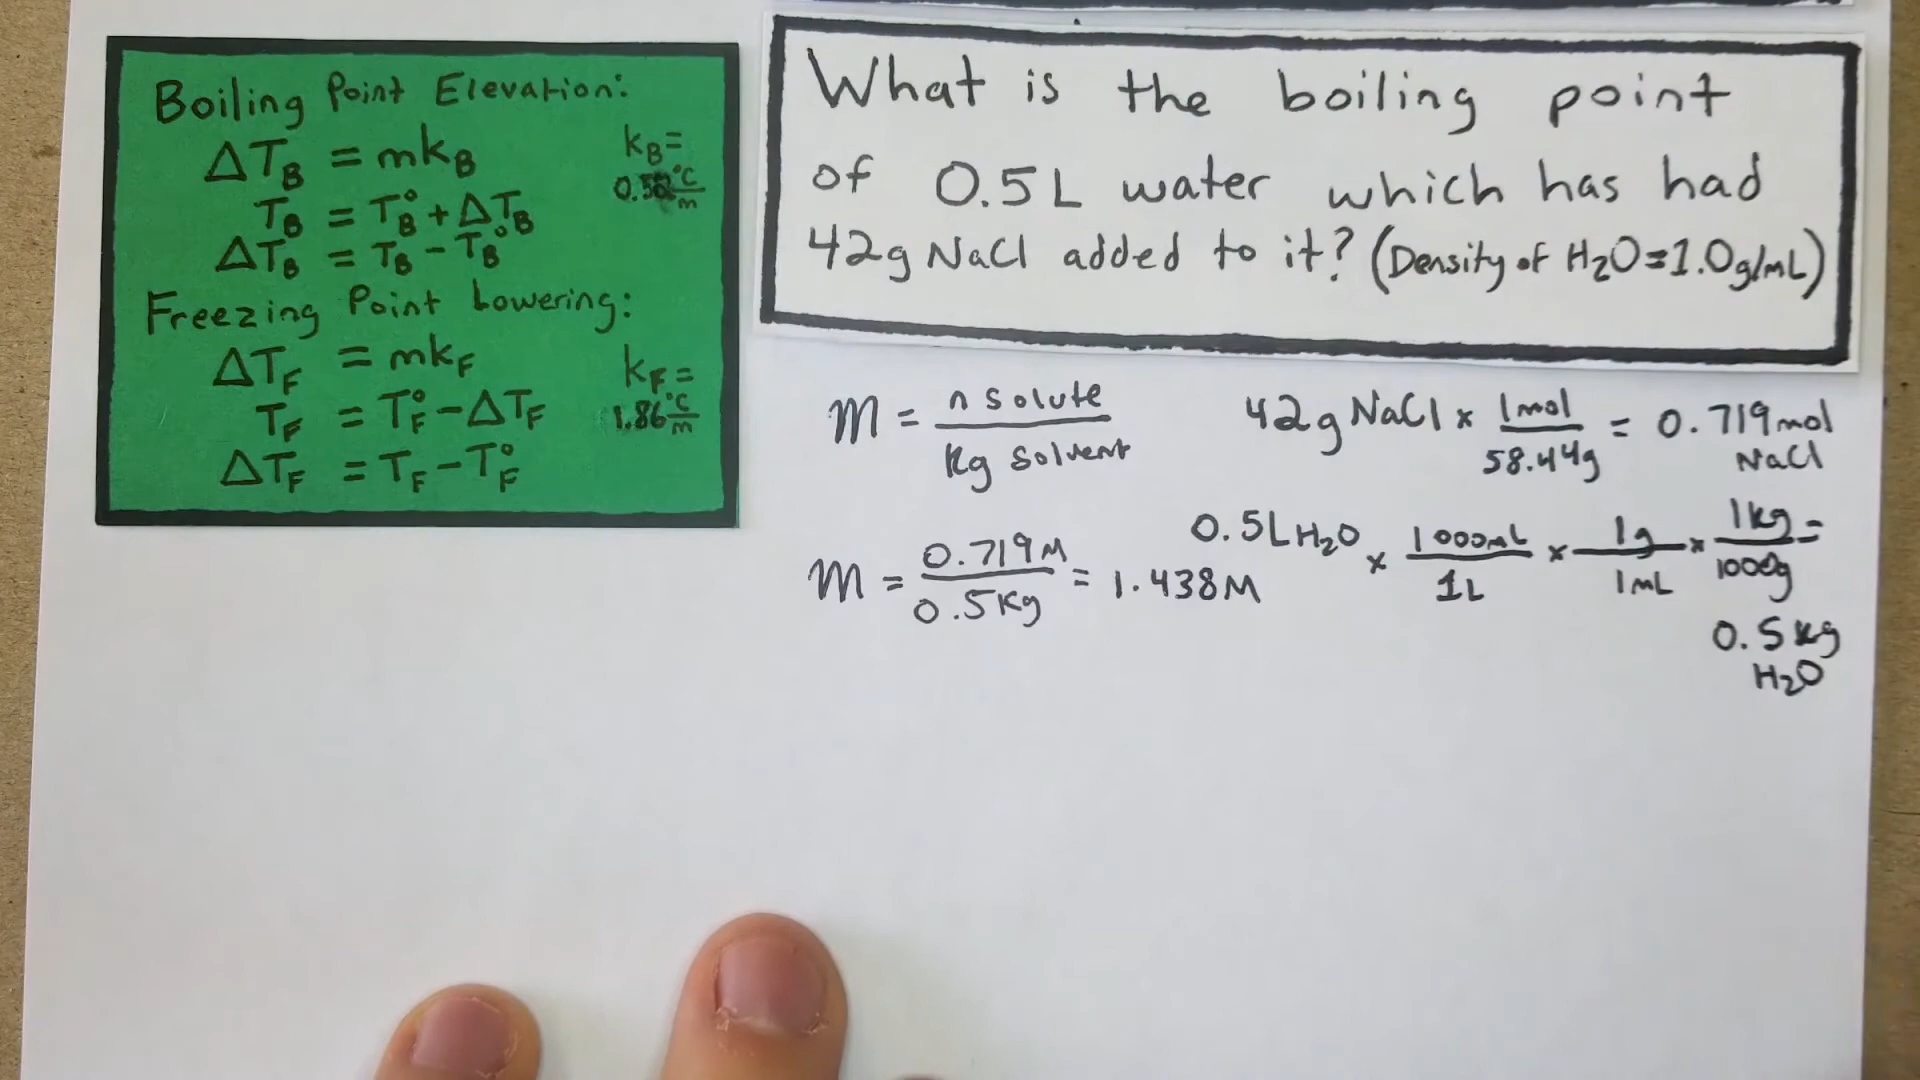 Boiling Point Elevation:
ΔT_B = mk_B
k_B =
0.52 °C/m
T_B = T°_B + ΔT_B
ΔT_B = T_B - T°_B
Freezing Point Lowering:
ΔT_F = mk_F
k_F =
1.86 °C/m
T_F = T°_F - ΔT_F
ΔT_F = T_F - T°_F
What is the boiling point
of 0.5L water which has had
42g NaCl added to it? (Density of H₂O = 1.0g/mL)
m = n solute / Kg solvent
42g NaCl x 1mol / 58.44g = 0.719mol NaCl
m = 0.719M / 0.5Kg = 1.438M
0.5L H₂O x 1000mL / 1L x 1g / 1mL x 1kg / 1000g =
0.5kg
H₂O